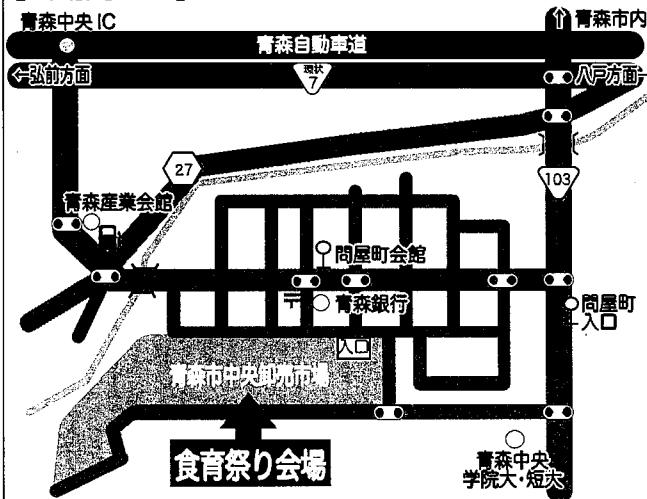 青森中央IC
青森市内
青森自動車道
←弘前方面
現状
7
八戸方面
27
103
青森産業会館
問屋町会館
青森銀行
問屋町
入口
入口
青森市中央卸売市場
食育祭り会場
青森中央
学院大・短大